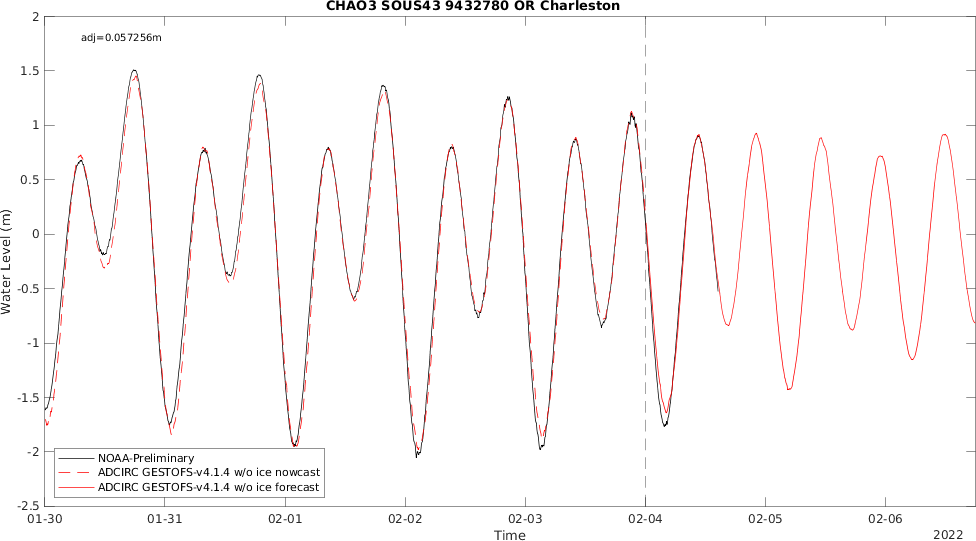 CHAO3 SOUS43 9432780 OR Charleston
adj=0.057256m
2
1.5
1
0.5
0
-0.5
-1
-1.5
-2
-2.5
Water Level (m)
NOAA-Preliminary
ADCIRC GESTOFS-v4.1.4 w/o ice nowcast
ADCIRC GESTOFS-v4.1.4 w/o ice forecast
01-30 01-31 02-01 02-02 02-03 02-04 02-05 02-06
Time
2022